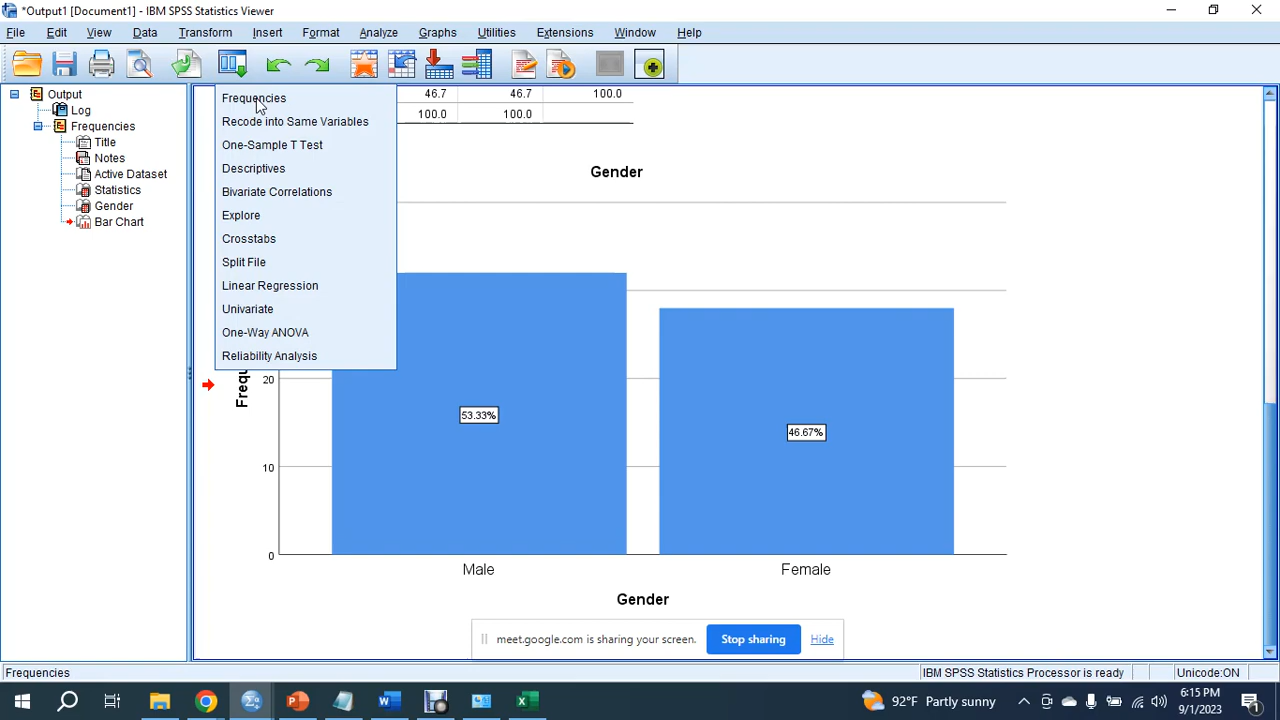 *Output1 [Document1] - IBM SPSS Statistics Viewer
File Edit View Data Transform Insert Format Analyze Graphs Utilities Extensions Window Help
Output
Log
Frequencies
Title
Notes
Active Dataset
Statistics
Gender
Bar Chart
Frequencies
Recode into Same Variables
One-Sample T Test
Descriptives
Bivariate Correlations
Explore
Crosstabs
Split File
Linear Regression
Univariate
One-Way ANOVA
Reliability Analysis
46.7 46.7 100.0
100.0 100.0
Gender
20
10
0
53.33%
46.67%
Male Female
Gender
meet.google.com is sharing your screen. Stop sharing Hide
Frequencies IBM SPSS Statistics Processor is ready Unicode:ON
92°F Partly sunny
6:15 PM
9/1/2023
1